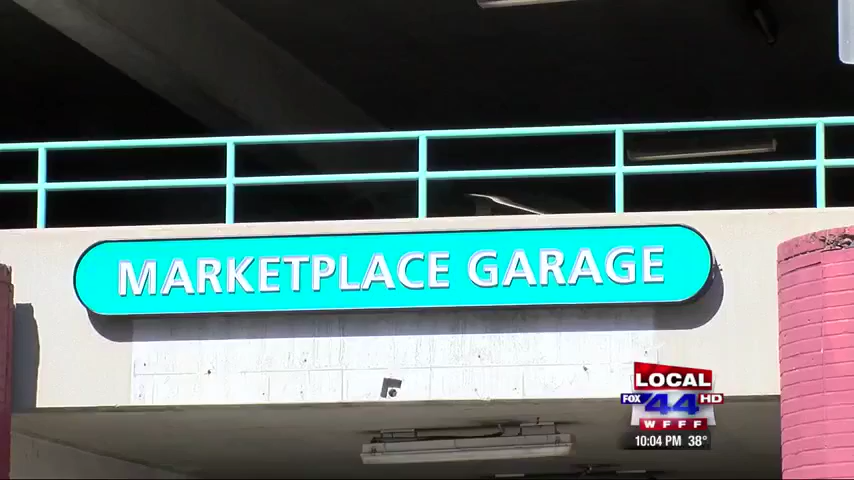 MARKETPLACE GARAGE
LOCAL
FOX 44 HD
WFFF
10:04 PM 38°